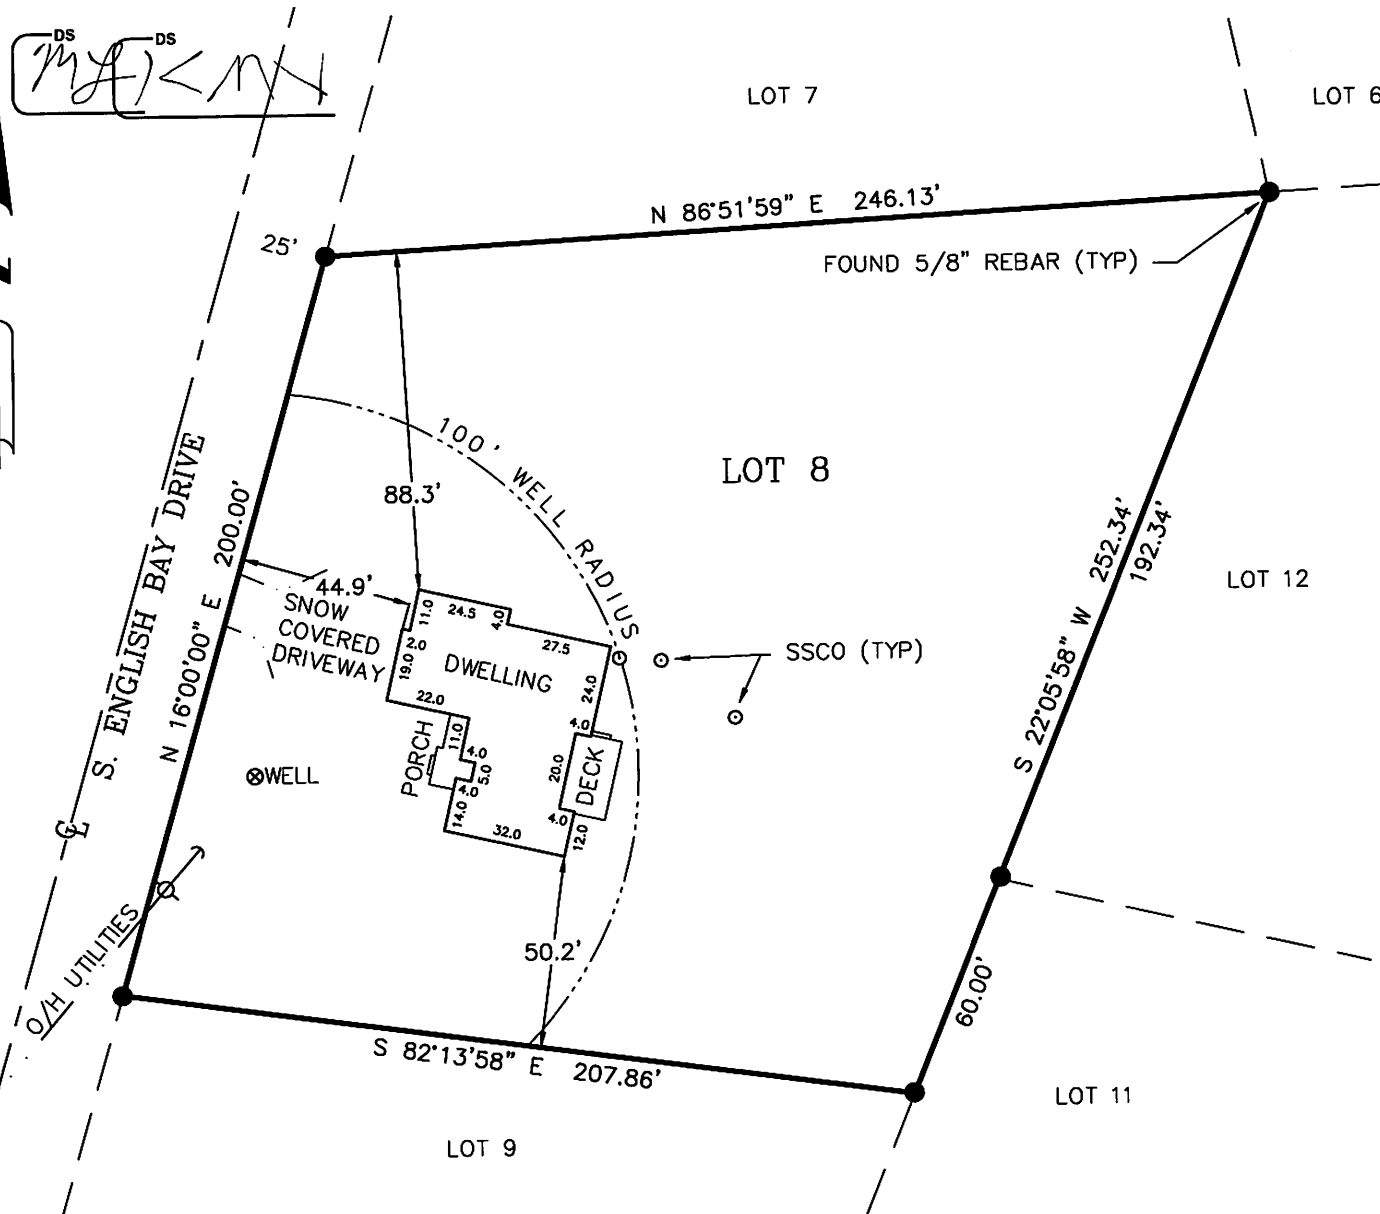 DS
DS
LOT 7
LOT 6
N 86°51'59" E 246.13'
25'
FOUND 5/8" REBAR (TYP)
100' WELL RADIUS
LOT 8
88.3'
S. ENGLISH BAY DRIVE
N 16°00'00" E 200.00'
252.34'
192.34'
S 22°05'58" W
LOT 12
44.9'
SNOW
COVERED
DRIVEWAY
11.0
24.5
4.0
27.5
2.0
19.0
DWELLING
24.0
SSCO (TYP)
22.0
11.0
4.0
PORCH
4.0
5.0
4.0
20.0
DECK
WELL
14.0
32.0
4.0
12.0
CL
O/H UTILITIES
50.2'
60.00'
S 82°13'58" E 207.86'
LOT 11
LOT 9